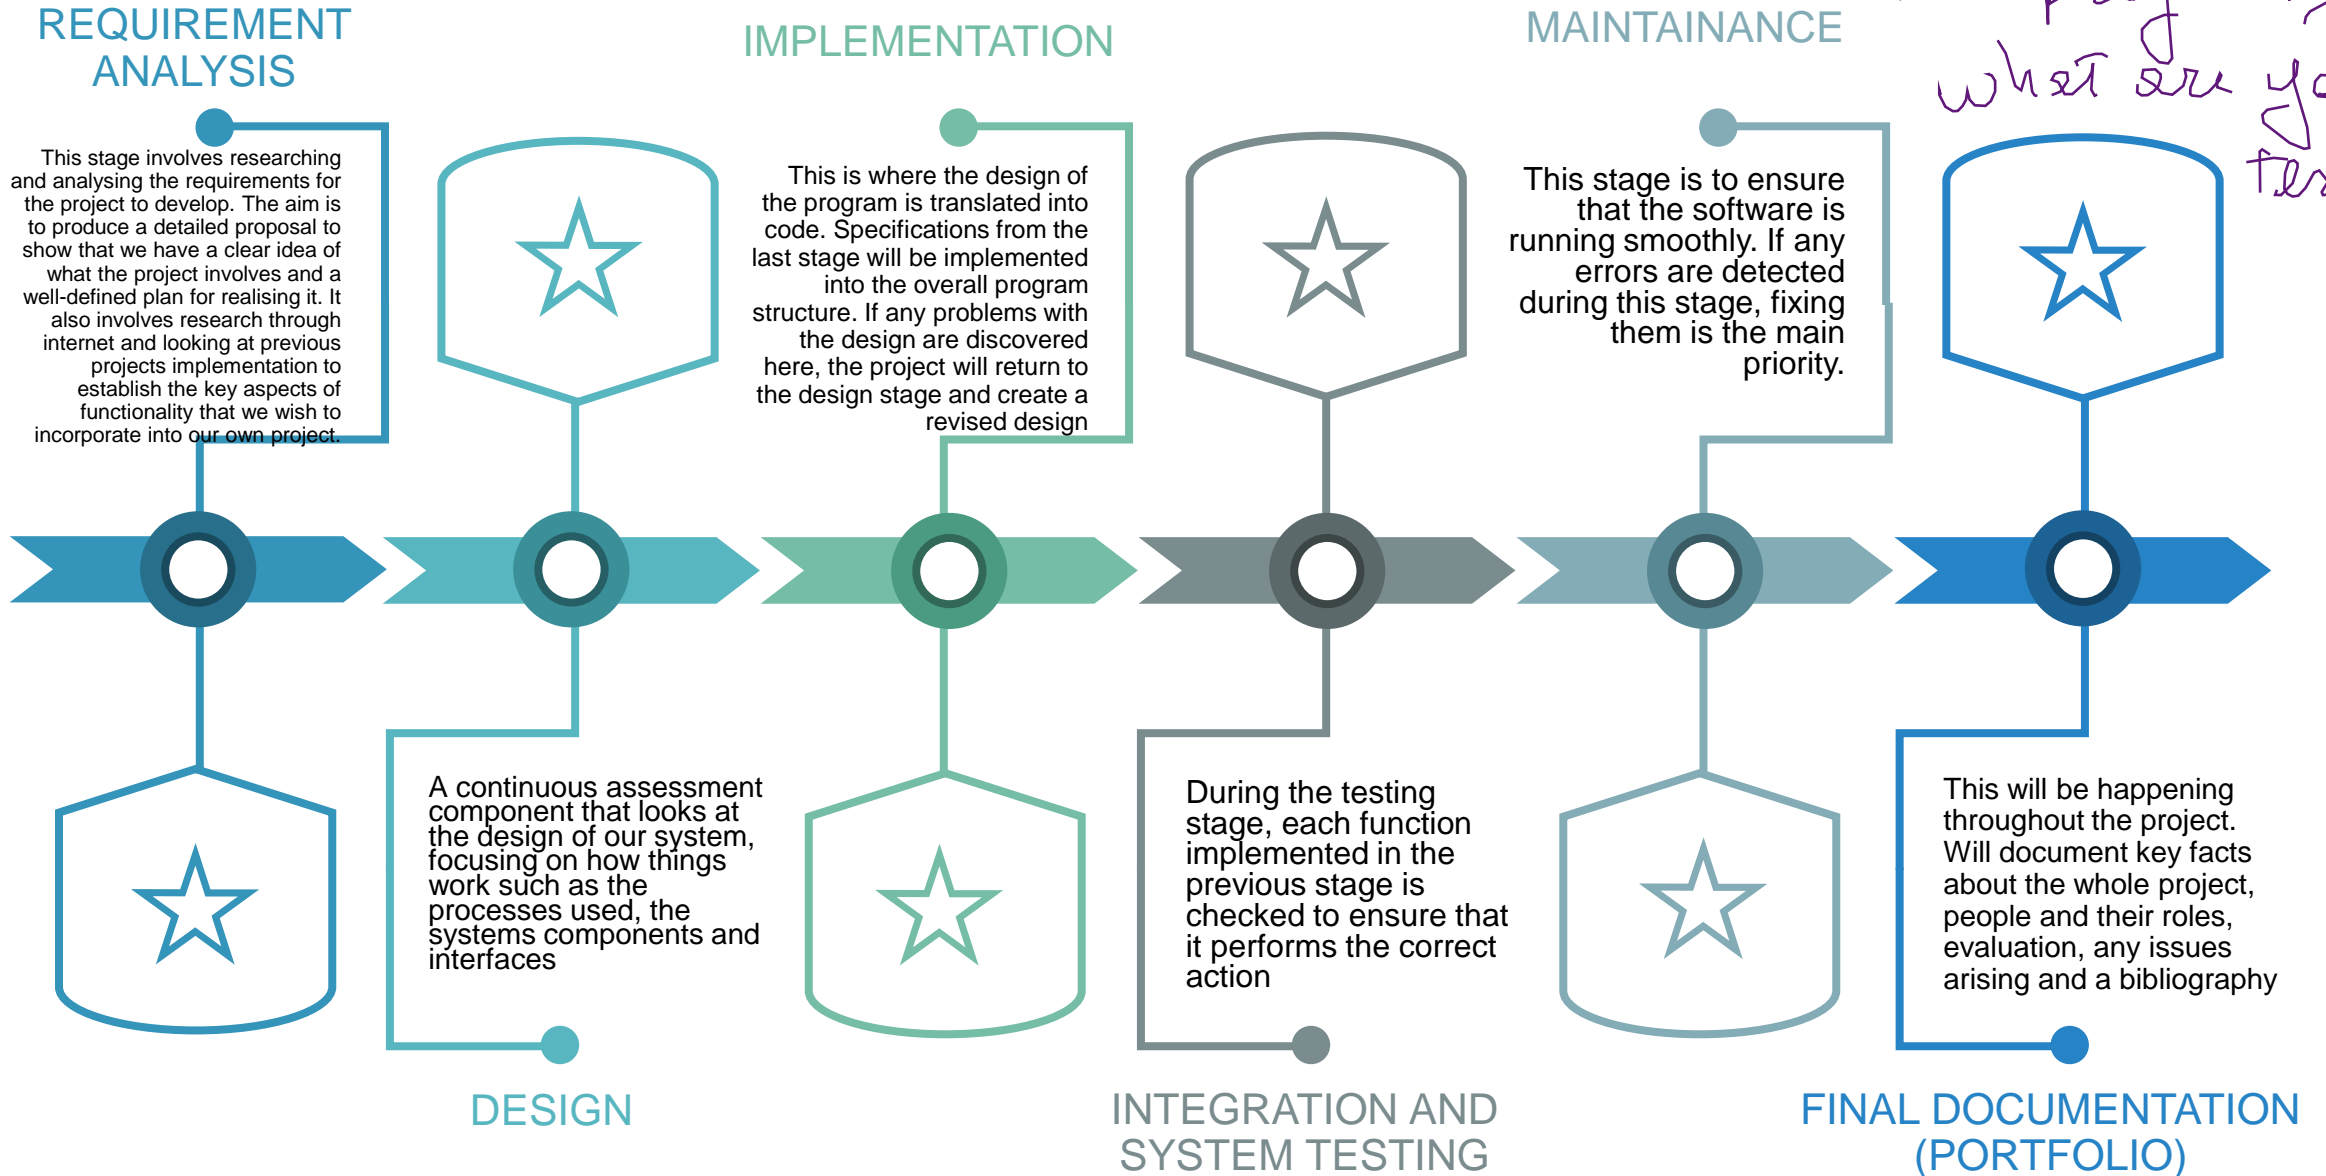 REQUIREMENT
ANALYSIS
This stage involves researching
and analysing the requirements for
the project to develop. The aim is
to produce a detailed proposal to
show that we have a clear idea of
what the project involves and a
well-defined plan for realising it. It
also involves research through
internet and looking at previous
projects implementation to
establish the key aspects of
functionality that we wish to
incorporate into our own project.
A continuous assessment
component that looks at
the design of our system,
focusing on how things
work such as the
processes used, the
systems components and
interfaces
DESIGN
IMPLEMENTATION
This is where the design of
the program is translated into
code. Specifications from the
last stage will be implemented
into the overall program
structure. If any problems with
the design are discovered
here, the project will return to
the design stage and create a
revised design
During the testing
stage, each function
implemented in the
previous stage is
checked to ensure that
it performs the correct
action
INTEGRATION AND
SYSTEM TESTING
MAINTAINANCE
This stage is to ensure
that the software is
running smoothly. If any
errors are detected
during this stage, fixing
them is the main
priority.
what are
This will be happening
throughout the project.
Will document key facts
about the whole project,
people and their roles,
evaluation, any issues
arising and a bibliography
FINAL DOCUMENTATION
(PORTFOLIO)